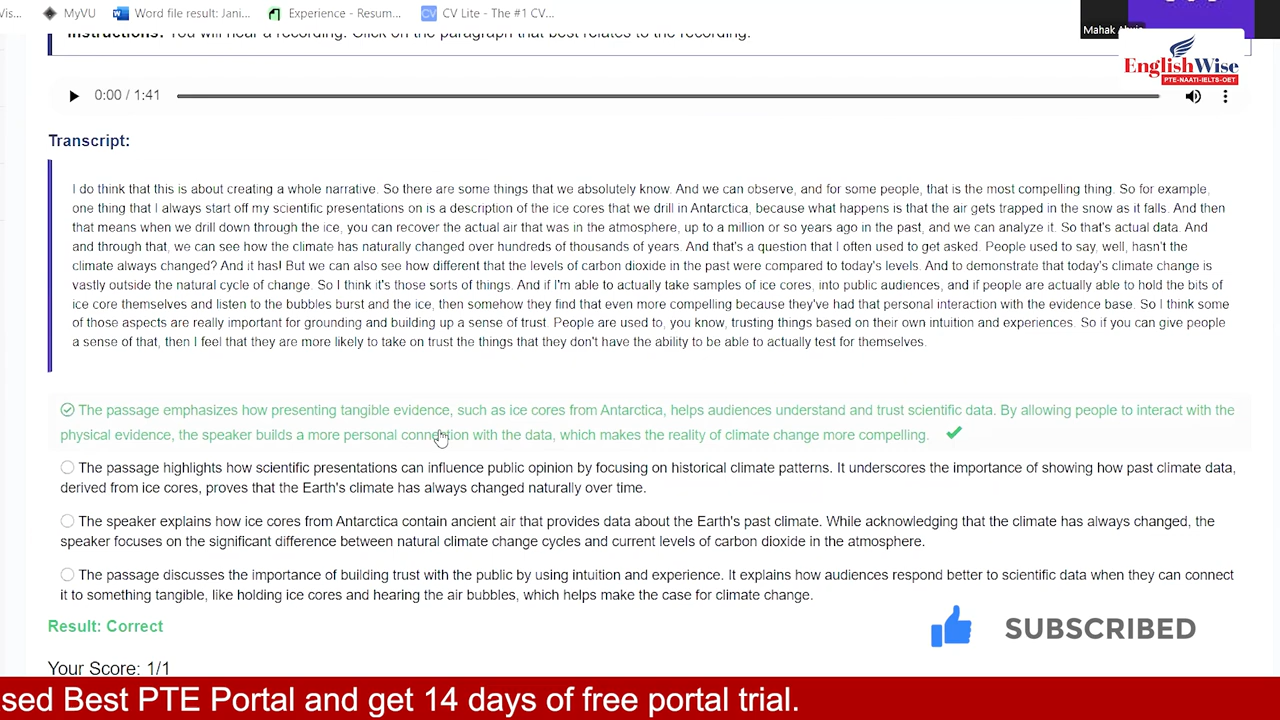 Vis...
MyVU
Word file result: Jani...
Experience - Resum...
CV
CV Lite - The #1 CV...
Mahak Ahuja
Instructions: You will hear a recording. Click on the paragraph that best relates to the recording.
EnglishWise
PTE-NAATI-IELTS-OET
0:00 / 1:41
Transcript:
I do think that this is about creating a whole narrative. So there are some things that we absolutely know. And we can observe, and for some people, that is the most compelling thing. So for example,
one thing that I always start off my scientific presentations on is a description of the ice cores that we drill in Antarctica, because what happens is that the air gets trapped in the snow as it falls. And then
that means when we drill down through the ice, you can recover the actual air that was in the atmosphere, up to a million or so years ago in the past, and we can analyze it. So that's actual data. And
and through that, we can see how the climate has naturally changed over hundreds of thousands of years. And that's a question that I often used to get asked. People used to say, well, hasn't the
climate always changed? And it has! But we can also see how different that the levels of carbon dioxide in the past were compared to today's levels. And to demonstrate that today's climate change is
vastly outside the natural cycle of change. So I think it's those sorts of things. And if I'm able to actually take samples of ice cores, into public audiences, and if people are actually able to hold the bits of
ice core themselves and listen to the bubbles burst and the ice, then somehow they find that even more compelling because they've had that personal interaction with the evidence base. So I think some
of those aspects are really important for grounding and building up a sense of trust. People are used to, you know, trusting things based on their own intuition and experiences. So if you can give people
a sense of that, then I feel that they are more likely to take on trust the things that they don't have the ability to be able to actually test for themselves.
The passage emphasizes how presenting tangible evidence, such as ice cores from Antarctica, helps audiences understand and trust scientific data. By allowing people to interact with the
physical evidence, the speaker builds a more personal connection with the data, which makes the reality of climate change more compelling.
The passage highlights how scientific presentations can influence public opinion by focusing on historical climate patterns. It underscores the importance of showing how past climate data,
derived from ice cores, proves that the Earth's climate has always changed naturally over time.
The speaker explains how ice cores from Antarctica contain ancient air that provides data about the Earth's past climate. While acknowledging that the climate has always changed, the
speaker focuses on the significant difference between natural climate change cycles and current levels of carbon dioxide in the atmosphere.
The passage discusses the importance of building trust with the public by using intuition and experience. It explains how audiences respond better to scientific data when they can connect
it to something tangible, like holding ice cores and hearing the air bubbles, which helps make the case for climate change.
Result: Correct
SUBSCRIBED
Your Score: 1/1
sed Best PTE Portal and get 14 days of free portal trial.